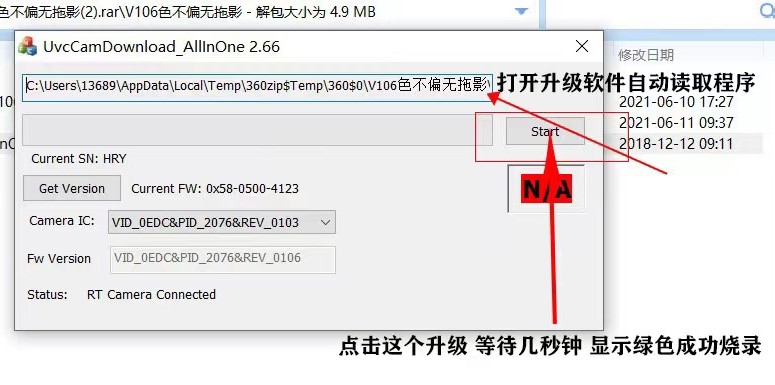 色不偏无拖影(2).rar\V106色不偏无拖影 - 解包大小为 4.9 MB
UvcCamDownload_AllInOne 2.66
修改日期
C:\Users\13689\AppData\Local\Temp\360zip$Temp\360$0\V106色不偏无拖影\
打开升级软件自动读取程序
2021-06-10 17:27
2021-06-11 09:37
Start
2018-12-12 09:11
Current SN: HRY
Get Version
Current FW: 0x58-0500-4123
N/A
Camera IC:
VID_0EDC&PID_2076&REV_0103
Fw Version
VID_0EDC&PID_2076&REV_0106
Status:
RT Camera Connected
点击这个升级 等待几秒钟 显示绿色成功烧录